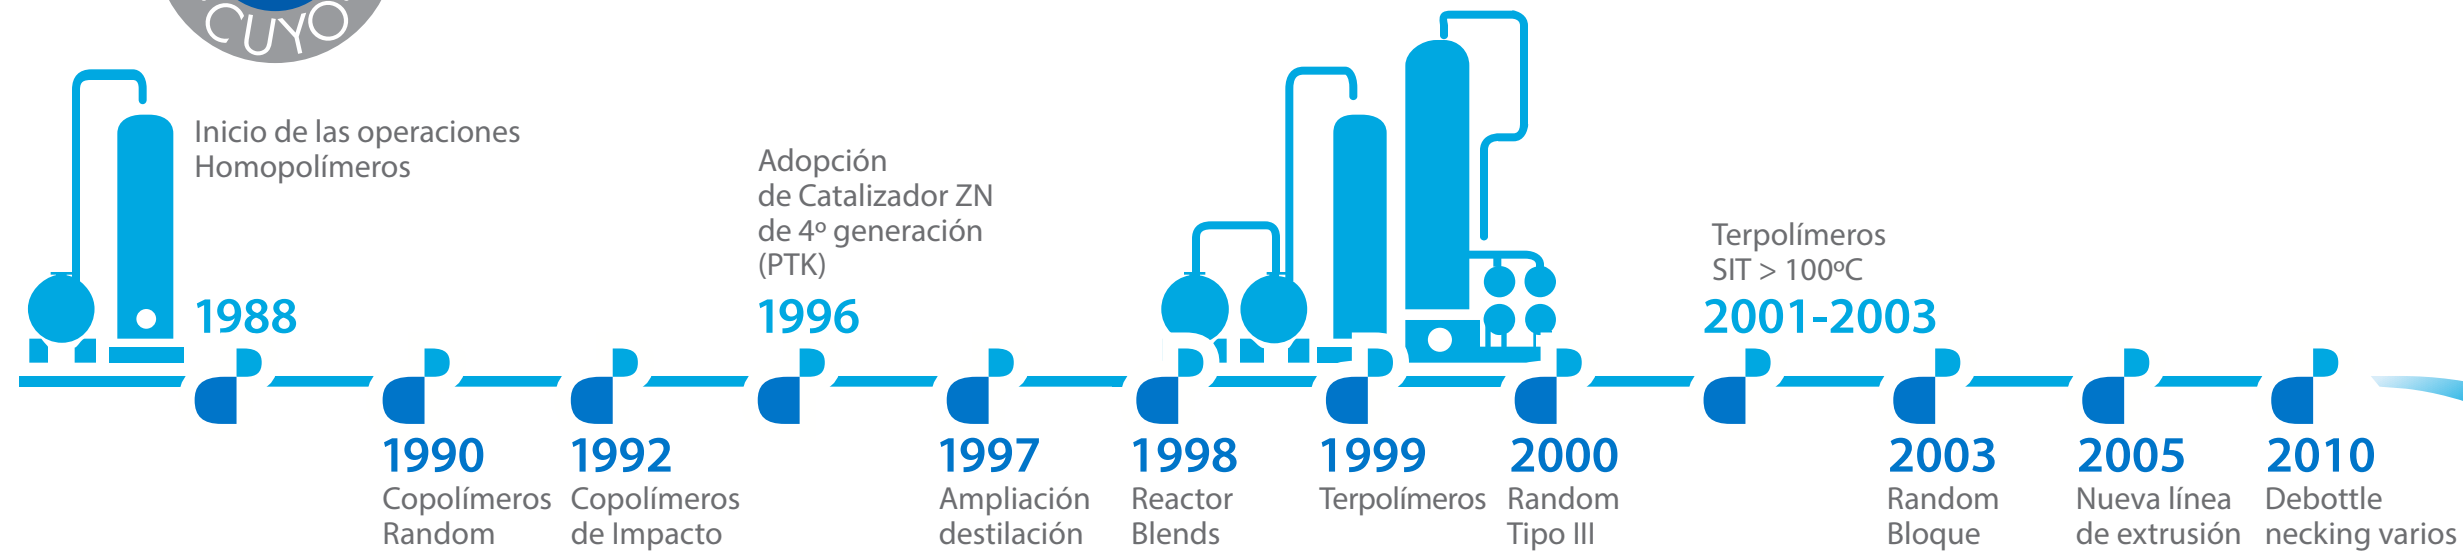 CUYO
Inicio de las operaciones
Homopolímeros
1988
1990
Copolímeros
Random
1992
Copolímeros
de Impacto
Adopción
de Catalizador ZN
de 4º generación
(PTK)
1996
1997
Ampliación
destilación
1998
Reactor
Blends
1999
Terpolímeros
2000
Random
Tipo III
Terpolímeros
SIT > 100ºC
2001-2003
2003
Random
Bloque
2005
Nueva línea
de extrusión
2010
Debottle
necking varios